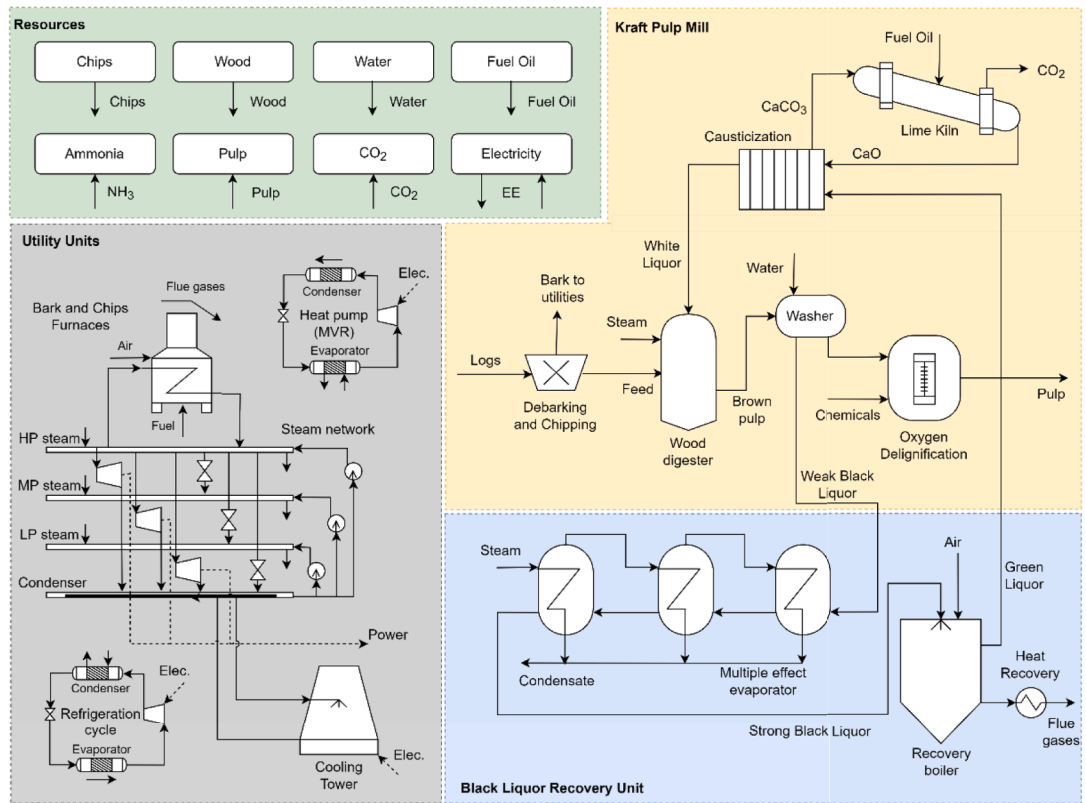 Resources
Chips
Wood
Water
Fuel Oil
Chips
Wood
Water
Fuel Oil
Ammonia
Pulp
CO₂
Electricity
NH₃
Pulp
CO₂
EE
Kraft Pulp Mill
Fuel Oil
CO₂
CaCO₃
Lime Kiln
Causticization
CaO
White
Liquor
Water
Bark to
utilities
Steam
Washer
Logs
Feed
Brown
pulp
Debarking
and Chipping
Wood
digester
Chemicals
Pulp
Oxygen
Delignification
Weak Black
Liquor
Utility Units
Flue gases
Bark and Chips
Furnaces
Air
Fuel
Condenser
Elec.
Heat pump
(MVR)
Evaporator
Steam network
HP steam
MP steam
LP steam
Condenser
Power
Condenser
Elec.
Refrigeration
cycle
Evaporator
Elec.
Cooling
Tower
Steam
Air
Green
Liquor
Condensate
Multiple effect
evaporator
Heat
Recovery
Strong Black Liquor
Flue
gases
Recovery
boiler
Black Liquor Recovery Unit